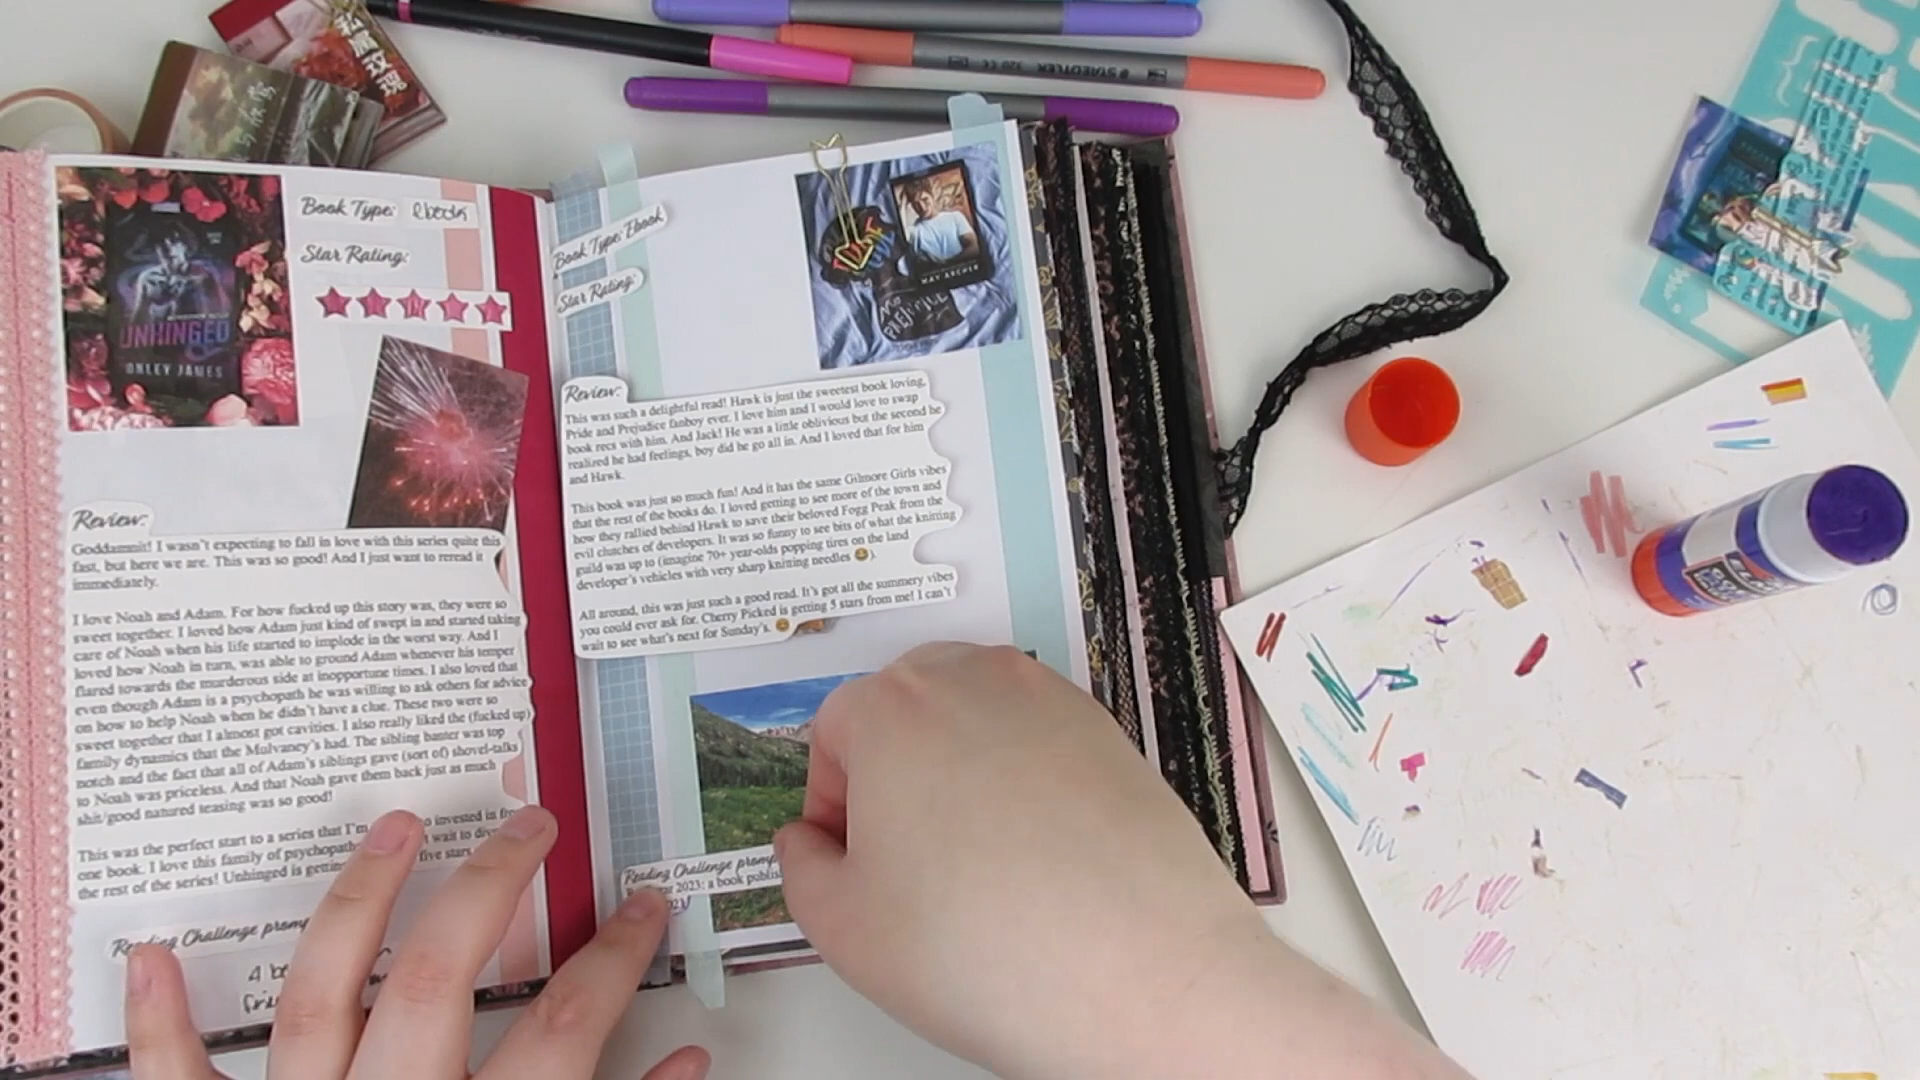 私藏玫瑰
STAEDTLER
320
Book Type: ebook
Star Rating:
UNHINGED
ONLEY JAMES
Review:
Goddamnit! I wasn't expecting to fall in love with this series quite this
fast, but here we are. This was so good! And I just want to reread it
immediately.
I love Noah and Adam. For how fucked up this story was, they were so
sweet together. I loved how Adam just kind of swept in and started taking
care of Noah when his life started to implode in the worst way. And I
loved how Noah in turn, was able to ground Adam whenever his temper
flared towards the murderous side at inopportune times. I also loved that
even though Adam is a psychopath he was willing to ask others for advice
on how to help Noah when he didn't have a clue. These two were so
sweet together that I almost got cavities. I also really liked the (fucked up)
family dynamics that the Mulvaney's had. The sibling banter was top
notch and the fact that all of Adam's siblings gave (sort of) shovel-talks
to Noah was priceless. And that Noah gave them back just as much
shit/good natured teasing was so good!
This was the perfect start to a series that I'm o invested in
one book. I love this family of psychopath t wait to
the rest of the series! Unhinged is five stars
Reading Challenge
A
Book Type: Ebook
Star Rating:
MAY ARCHER
PREJUDICE
Review:
This was such a delightful read! Hawk is just the sweetest book loving,
Pride and Prejudice fanboy ever. I love him and I would love to swap
book recs with him. And Jack! He was a little oblivious but the second he
realized he had feelings, boy did he go all in. And I loved that for him
and Hawk.
This book was just so much fun! And it has the same Gilmore Girls vibes
that the rest of the books do. I loved getting to see more of the town and
how they rallied behind Hawk to save their beloved Fogg Peak from the
evil clutches of developers. It was so funny to see bits of what the knitting
guild was up to (imagine 70+ year-olds popping tires on the land
developer's vehicles with very sharp knitting needles 😂).
All around, this was just such a good read. It's got all the summery vibes
you could ever ask for. Cherry Picked is getting 5 stars from me! I can't
wait to see what's next for Sunday's. 😊
Reading Challenge
2023: a book
ELMER'S